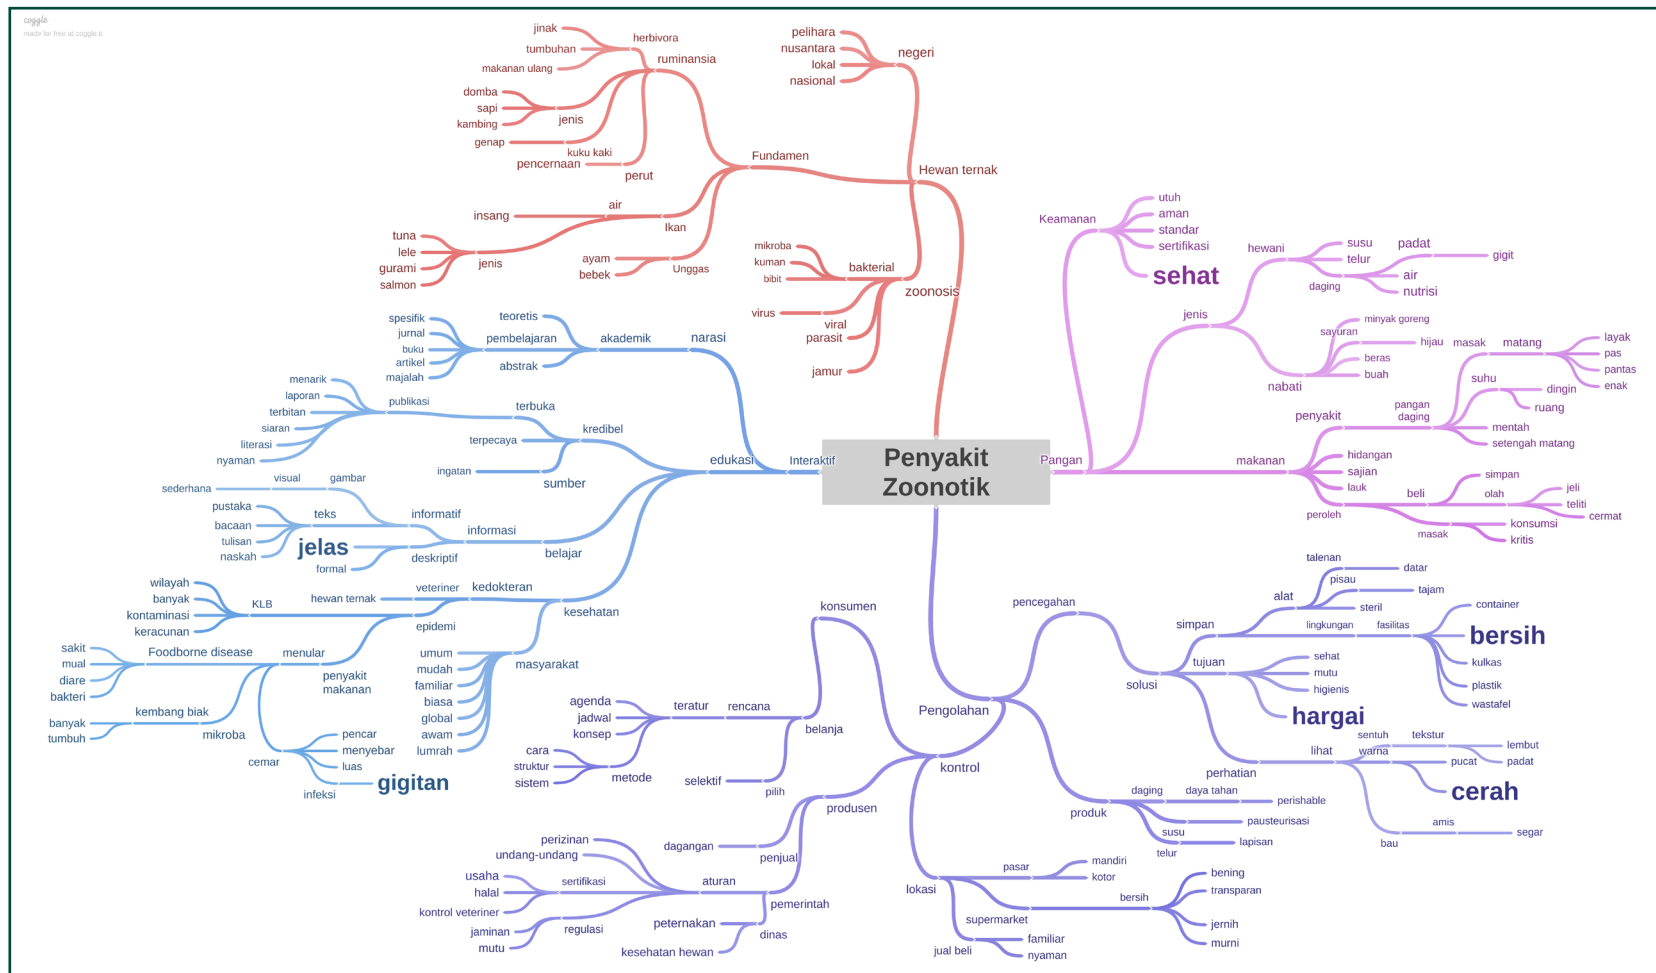 coggle
made for free at coggle.it
Penyakit
Zoonotik
Hewan ternak
negeri
pelihara
nusantara
lokal
nasional
Fundamen
ruminansia
herbivora
jinak
tumbuhan
makanan ulang
jenis
domba
sapi
kambing
kuku kaki
genap
perut
pencernaan
Ikan
air
insang
jenis
tuna
lele
gurami
salmon
Unggas
ayam
bebek
zoonosis
bakterial
mikroba
kuman
bibit
viral
virus
parasit
jamur
Interaktif
narasi
akademik
teoretis
pembelajaran
spesifik
jurnal
buku
artikel
majalah
abstrak
edukasi
kredibel
terbuka
publikasi
menarik
laporan
terbitan
siaran
literasi
nyaman
terpecaya
sumber
ingatan
belajar
informasi
informatif
gambar
visual
sederhana
teks
pustaka
bacaan
tulisan
naskah
deskriptif
jelas
formal
kesehatan
kedokteran
veteriner
hewan ternak
epidemi
KLB
wilayah
banyak
kontaminasi
keracunan
penyakit
makanan
menular
Foodborne disease
sakit
mual
diare
bakteri
mikroba
kembang biak
banyak
tumbuh
cemar
pencar
menyebar
luas
infeksi
gigitan
masyarakat
umum
mudah
familiar
biasa
global
awam
lumrah
Pangan
Keamanan
utuh
aman
standar
sertifikasi
sehat
jenis
hewani
susu
telur
daging
padat
gigit
air
nutrisi
nabati
minyak goreng
sayuran
hijau
beras
buah
makanan
penyakit
pangan
daging
masak
matang
layak
pas
pantas
enak
suhu
dingin
ruang
mentah
setengah matang
hidangan
sajian
lauk
peroleh
beli
simpan
olah
jeli
teliti
cermat
masak
konsumsi
kritis
Pengolahan
pencegahan
solusi
simpan
alat
talenan
datar
pisau
tajam
steril
lingkungan
fasilitas
container
bersih
kulkas
plastik
wastafel
tujuan
sehat
mutu
higienis
hargai
perhatian
lihat
sentuh
tekstur
lembut
padat
warna
pucat
cerah
bau
amis
segar
produk
daging
daya tahan
perishable
susu
pausteurisasi
telur
lapisan
kontrol
konsumen
belanja
rencana
teratur
agenda
jadwal
konsep
metode
cara
struktur
sistem
pilih
selektif
produsen
penjual
dagangan
pemerintah
aturan
perizinan
undang-undang
sertifikasi
usaha
halal
kontrol veteriner
regulasi
jaminan
mutu
dinas
peternakan
kesehatan hewan
lokasi
pasar
mandiri
kotor
supermarket
bersih
bening
transparan
jernih
murni
jual beli
familiar
nyaman